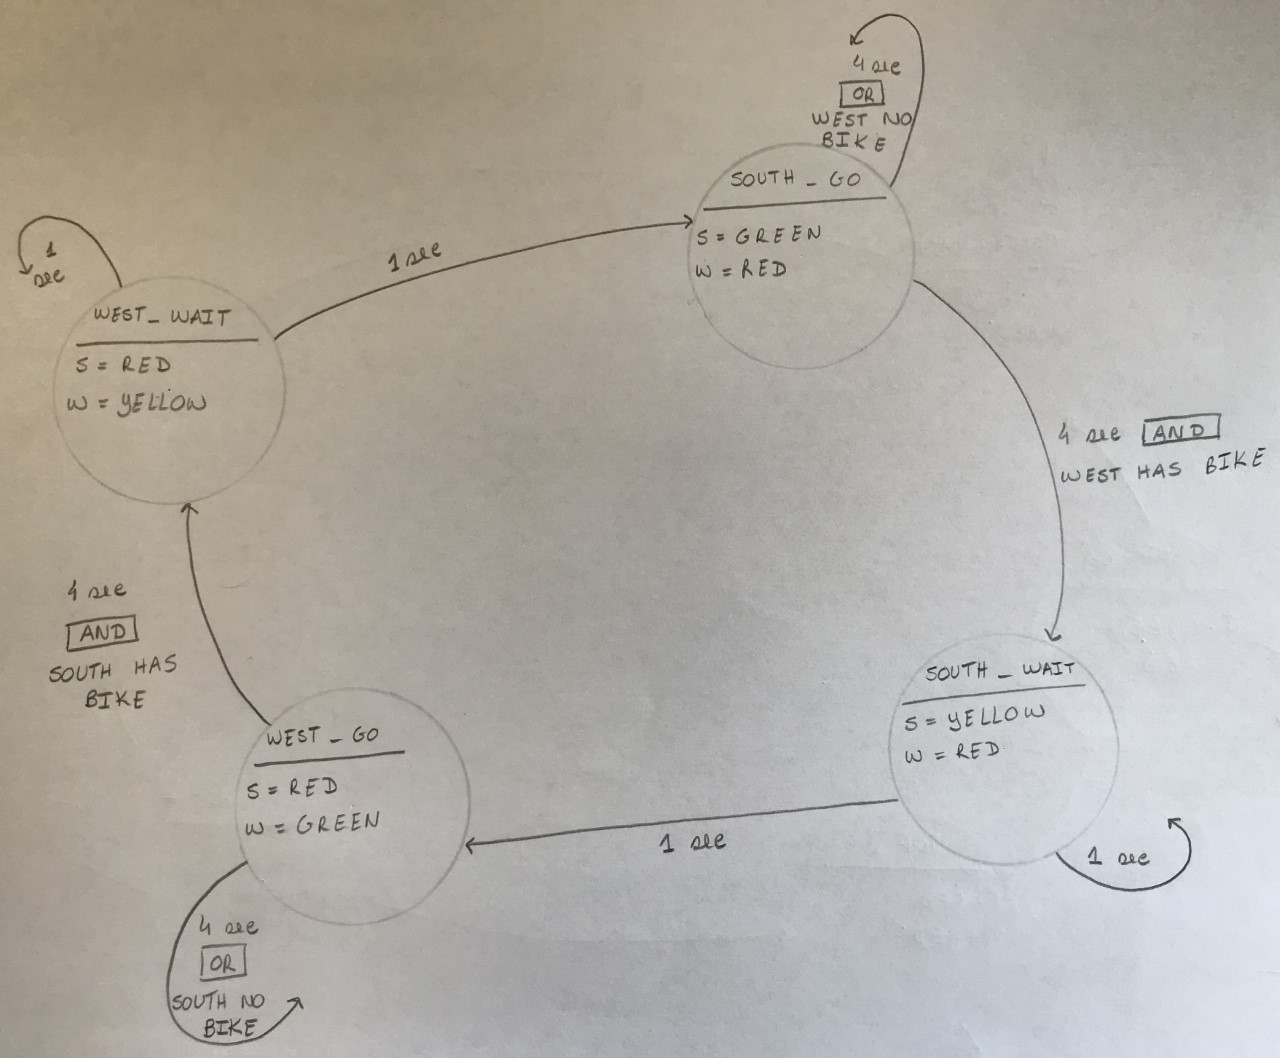 4 sec
OR
WEST NO
BIKE
SOUTH _ GO
S = GREEN
W = RED
1 sec
1
sec
WEST _ WAIT
S = RED
W = YELLOW
4 sec AND
WEST HAS BIKE
4 sec
AND
SOUTH HAS
BIKE
SOUTH _ WAIT
S = YELLOW
W = RED
1 sec
WEST _ GO
S = RED
W = GREEN
1 sec
4 sec
OR
SOUTH NO
BIKE